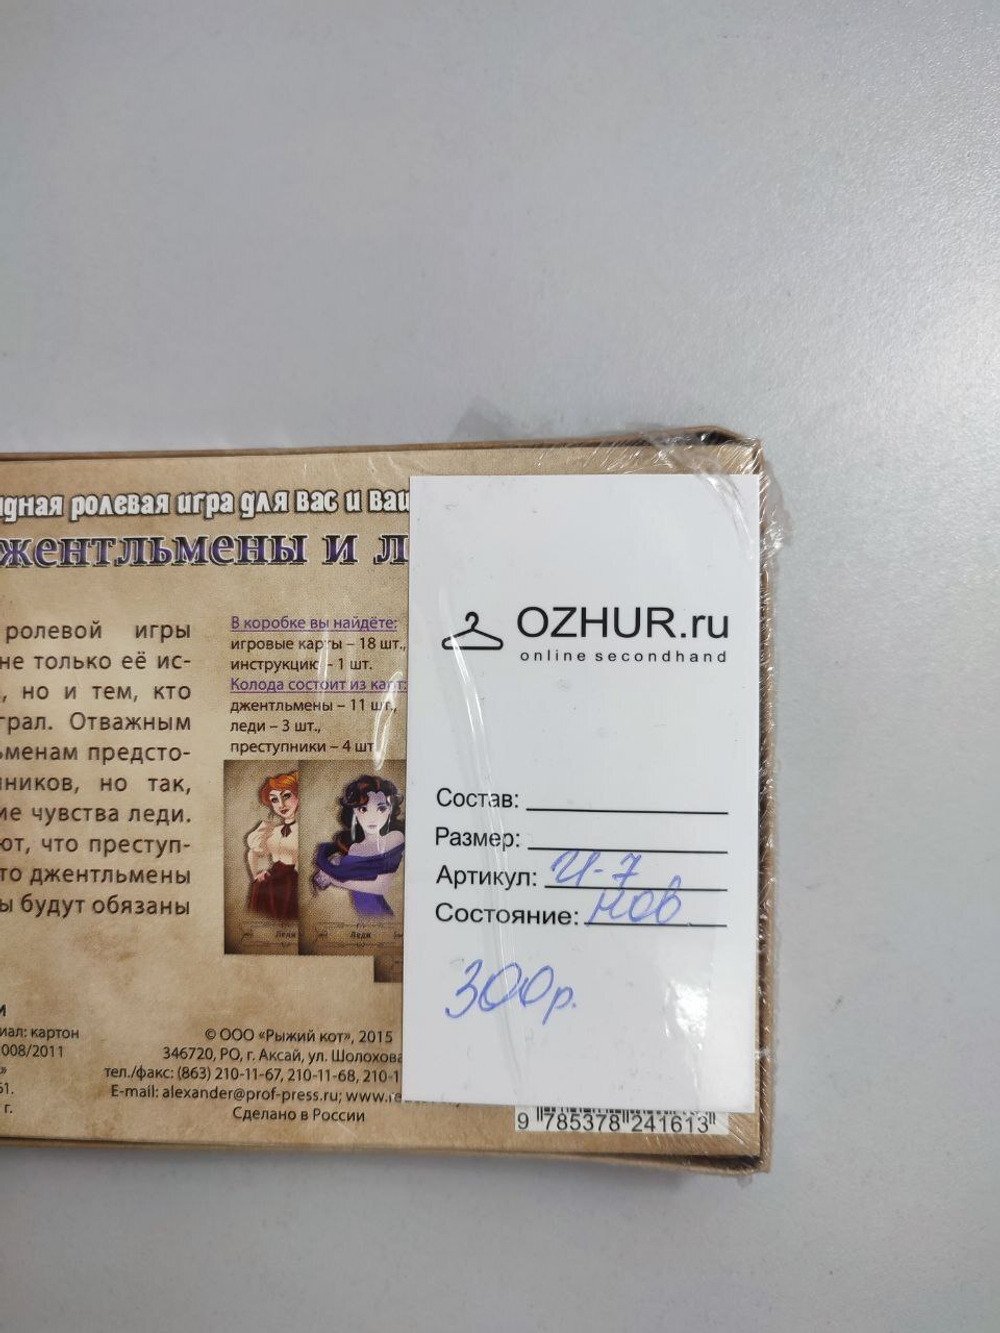 дная ролевая игра для вас и ваш
жентльмены и л
ролевой игры
не только её ис-
, но и тем, кто
грал. Отважным
ьменам предсто-
ников, но так,
ие чувства леди.
ют, что преступ-
то джентльмены
ы будут обязаны
В коробке вы найдёте:
игровые карты – 18 шт.,
инструкция – 1 шт.
Колода состоит из карт:
джентльмены – 11 шт.,
леди – 3 шт.,
преступники – 4 шт
Леди
Леди
и
иал: картон
008/2011
»
51.
г.
© ООО «Рыжий кот», 2015
346720, РО, г. Аксай, ул. Шолохова
тел./факс: (863) 210-11-67, 210-11-68, 210-1
E-mail: alexander@prof-press.ru; www.
Сделано в России
OZHUR.ru
online secondhand
Состав:
Размер:
Артикул: И-7
Состояние: нов
300р.
9 785378 241613